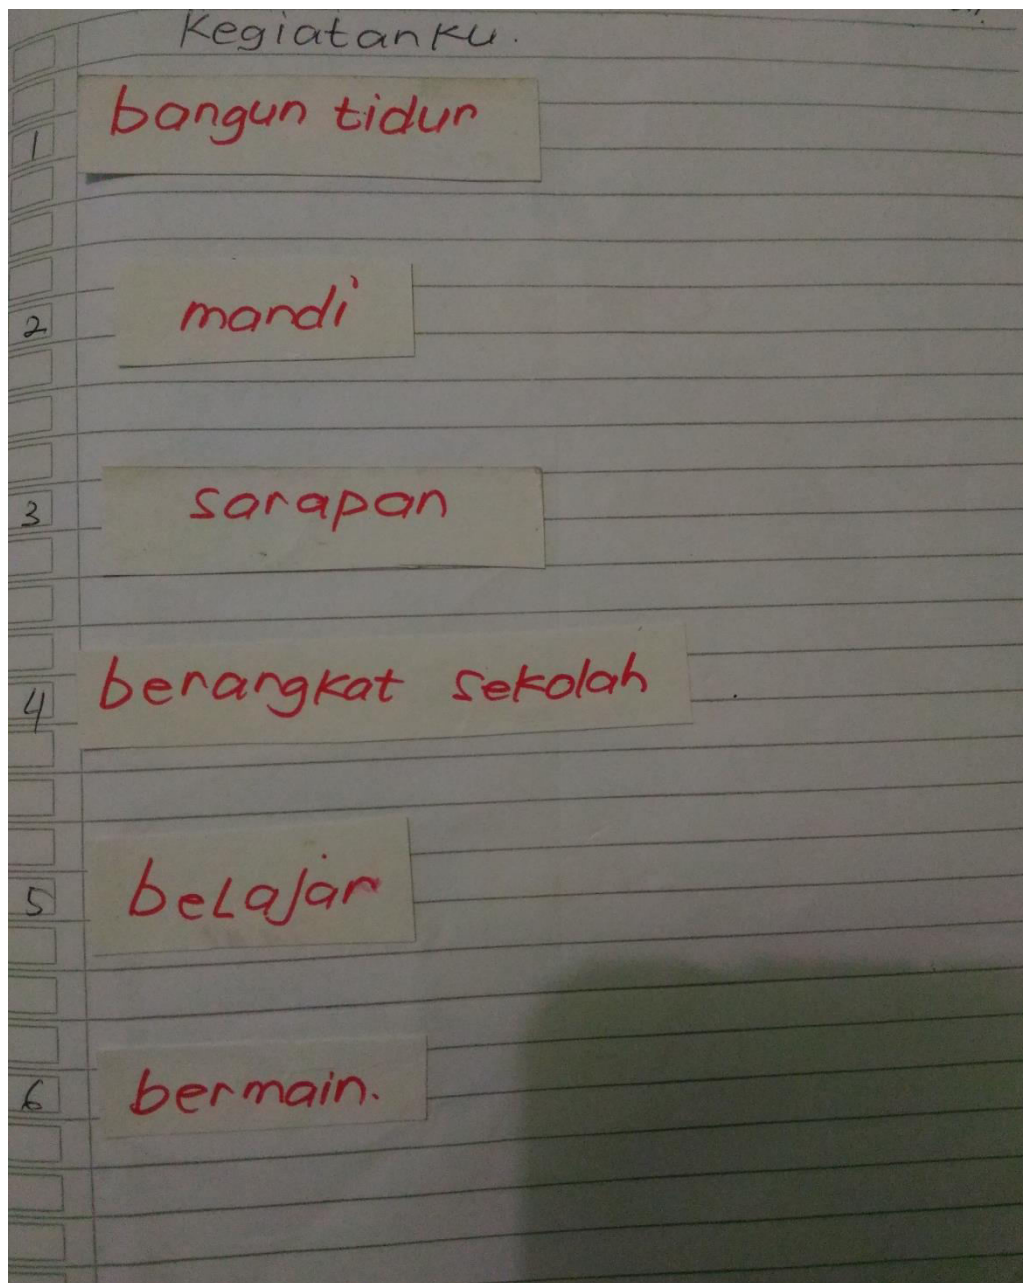 Kegiatanku.
1 bangun tidur
2 mandi
3 sarapan
4 berangkat sekolah
5 beLajar
6 bermain.